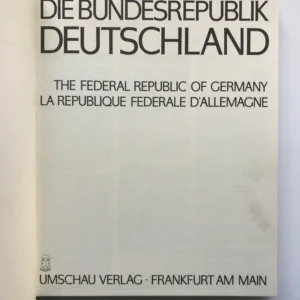 DIE BUNDESREPUBLIK
DEUTSCHLAND
THE FEDERAL REPUBLIC OF GERMANY
LA REPUBLIQUE FEDERALE D'ALLEMAGNE
UMSCHAU VERLAG · FRANKFURT AM MAIN